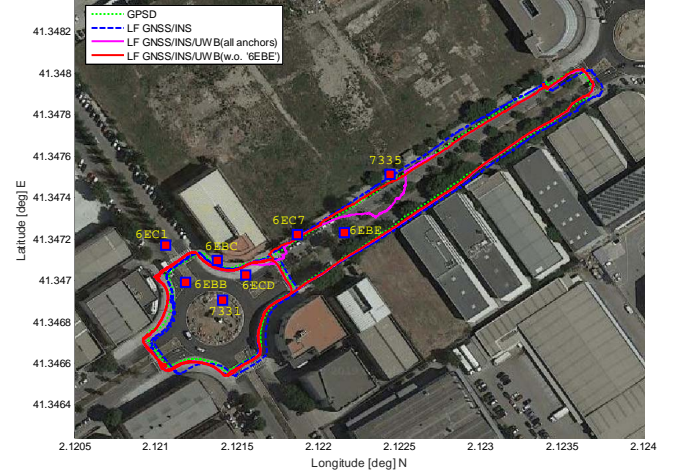 GPSD
LF GNSS/INS
LF GNSS/INS/UWB(all anchors)
LF GNSS/INS/UWB(w.o. '6EBE')
41.3482
41.348
41.3478
41.3476
41.3474
41.3472
41.347
41.3468
41.3466
41.3464
Latitude [deg] E
7335
6EC7
6EBE
6EC1
6EBC
6EBB
6ECD
7331
2.1205
2.121
2.1215
2.122
2.1225
2.123
2.1235
2.124
Longitude [deg] N